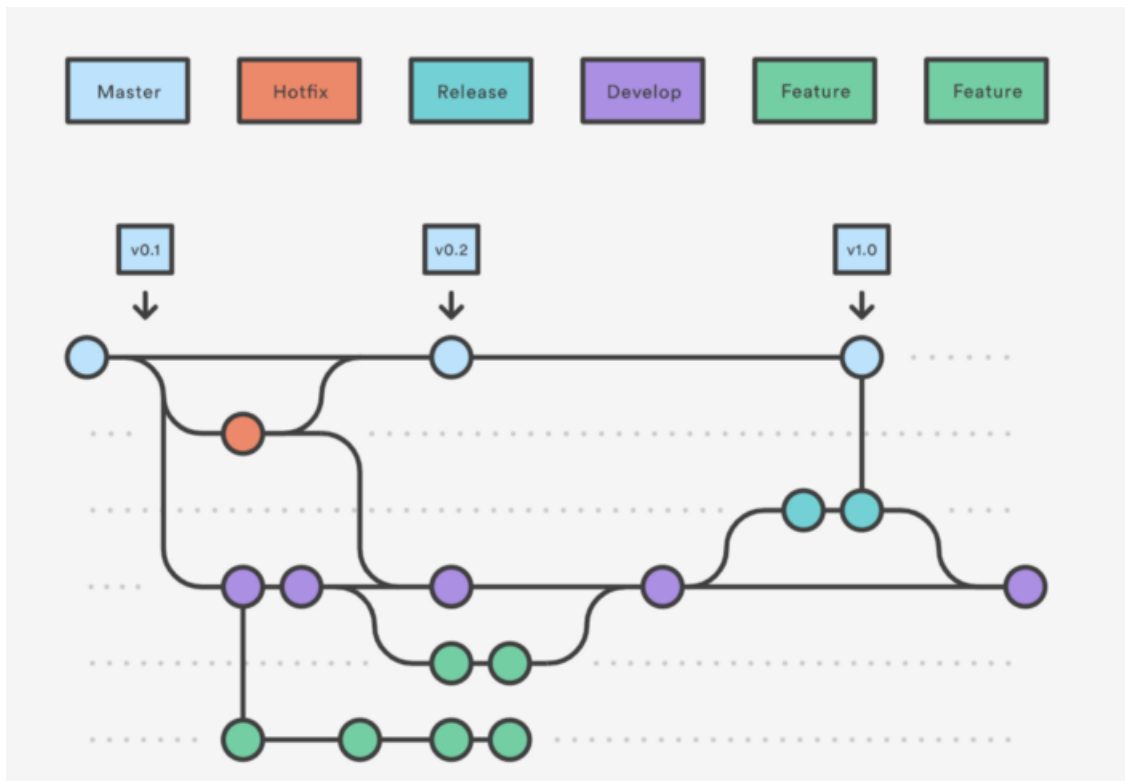 Master
Hotfix
Release
Develop
Feature
Feature
v0.1
v0.2
v1.0